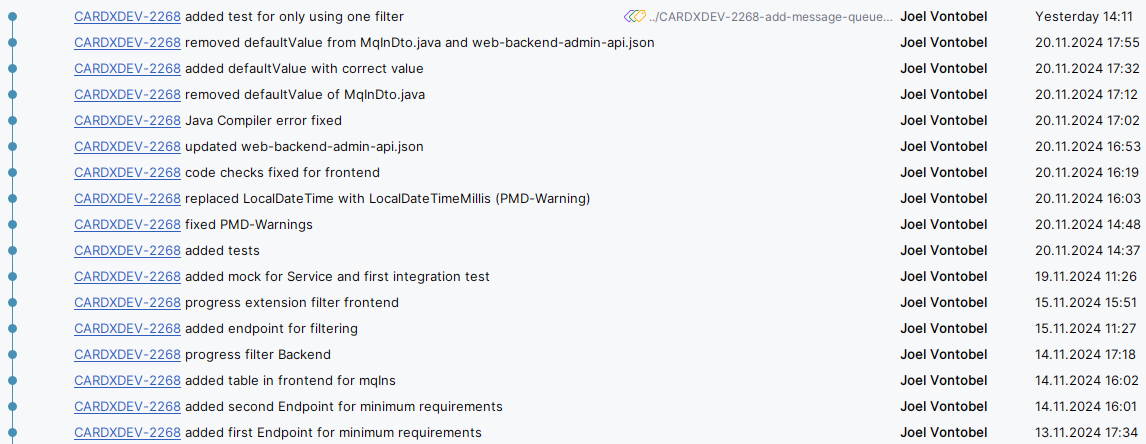 CARDXDEV-2268 added test for only using one filter ../CARDXDEV-2268-add-message-queue... Joel Vontobel Yesterday 14:11
CARDXDEV-2268 removed defaultValue from MqInDto.java and web-backend-admin-api.json Joel Vontobel 20.11.2024 17:55
CARDXDEV-2268 added defaultValue with correct value Joel Vontobel 20.11.2024 17:32
CARDXDEV-2268 removed defaultValue of MqInDto.java Joel Vontobel 20.11.2024 17:12
CARDXDEV-2268 Java Compiler error fixed Joel Vontobel 20.11.2024 17:02
CARDXDEV-2268 updated web-backend-admin-api.json Joel Vontobel 20.11.2024 16:53
CARDXDEV-2268 code checks fixed for frontend Joel Vontobel 20.11.2024 16:19
CARDXDEV-2268 replaced LocalDateTime with LocalDateTimeMillis (PMD-Warning) Joel Vontobel 20.11.2024 16:03
CARDXDEV-2268 fixed PMD-Warnings Joel Vontobel 20.11.2024 14:48
CARDXDEV-2268 added tests Joel Vontobel 20.11.2024 14:37
CARDXDEV-2268 added mock for Service and first integration test Joel Vontobel 19.11.2024 11:26
CARDXDEV-2268 progress extension filter frontend Joel Vontobel 15.11.2024 15:51
CARDXDEV-2268 added endpoint for filtering Joel Vontobel 15.11.2024 11:27
CARDXDEV-2268 progress filter Backend Joel Vontobel 14.11.2024 17:18
CARDXDEV-2268 added table in frontend for mqIns Joel Vontobel 14.11.2024 16:02
CARDXDEV-2268 added second Endpoint for minimum requirements Joel Vontobel 14.11.2024 16:01
CARDXDEV-2268 added first Endpoint for minimum requirements Joel Vontobel 13.11.2024 17:34